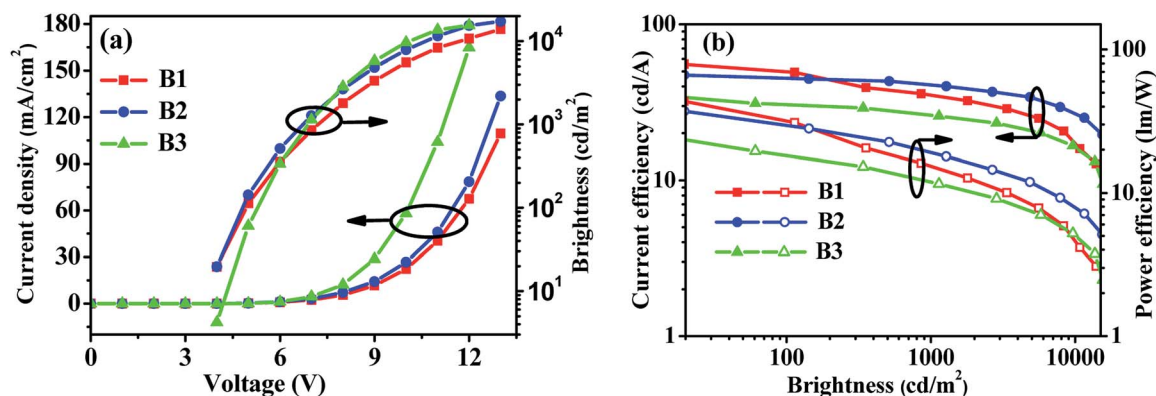 (a)
B1
B2
B3
Current density (mA/cm²)
180
150
120
90
60
30
0
0
3
6
9
12
Voltage (V)
10⁴
10³
10²
10¹
Brightness (cd/m²)
(b)
B1
B2
B3
Current efficiency (cd/A)
100
10
1
100
1000
10000
Brightness (cd/m²)
100
10
1
Power efficiency (lm/W)